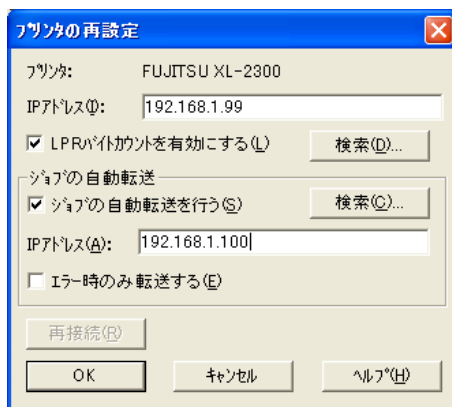 ﾌﾟﾘﾝﾀの再設定
ﾌﾟﾘﾝﾀ: FUJITSU XL-2300
IPｱﾄﾞﾚｽ(I): 192.168.1.99
LPRﾊﾞｲﾄｶｳﾝﾄを有効にする(L) 検索(D)...
ｼﾞｮﾌﾞの自動転送
ｼﾞｮﾌﾞの自動転送を行う(S) 検索(C)...
IPｱﾄﾞﾚｽ(A): 192.168.1.100
ｴﾗｰ時のみ転送する(E)
再接続(R)
OK ｷｬﾝｾﾙ ﾍﾙﾌﾟ(H)